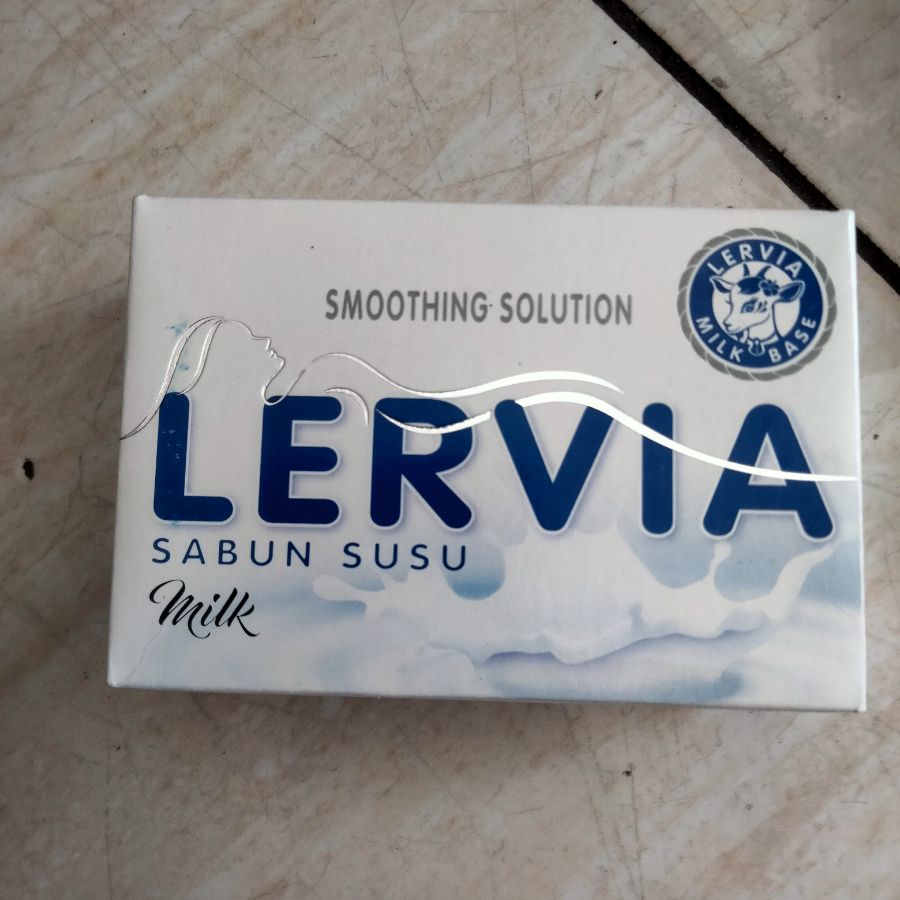 SMOOTHING SOLUTION
LERVIA
MILK BASE
LERVIA
SABUN SUSU
Milk